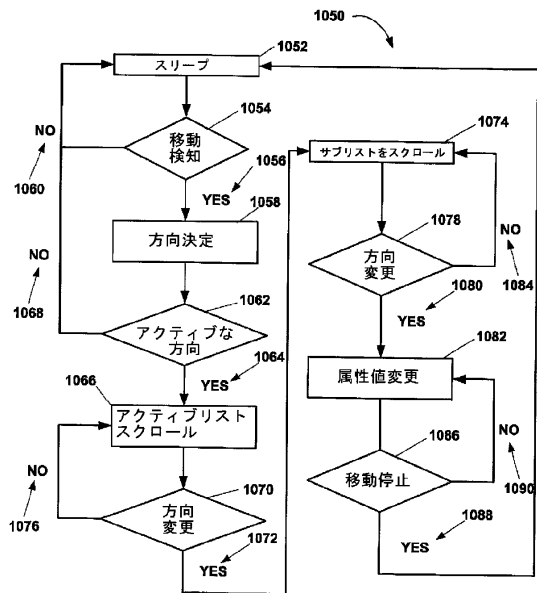 1050
1052
スリープ
1054
移動
検知
NO
1060
1056
YES
1058
方向決定
NO
1068
1062
アクティブな
方向
1064
YES
1066
アクティブリスト
スクロール
NO
1076
1070
方向
変更
YES
1072
1074
サブリストをスクロール
1078
方向
変更
NO
1084
1080
YES
1082
属性値変更
1086
移動停止
NO
1090
1088
YES